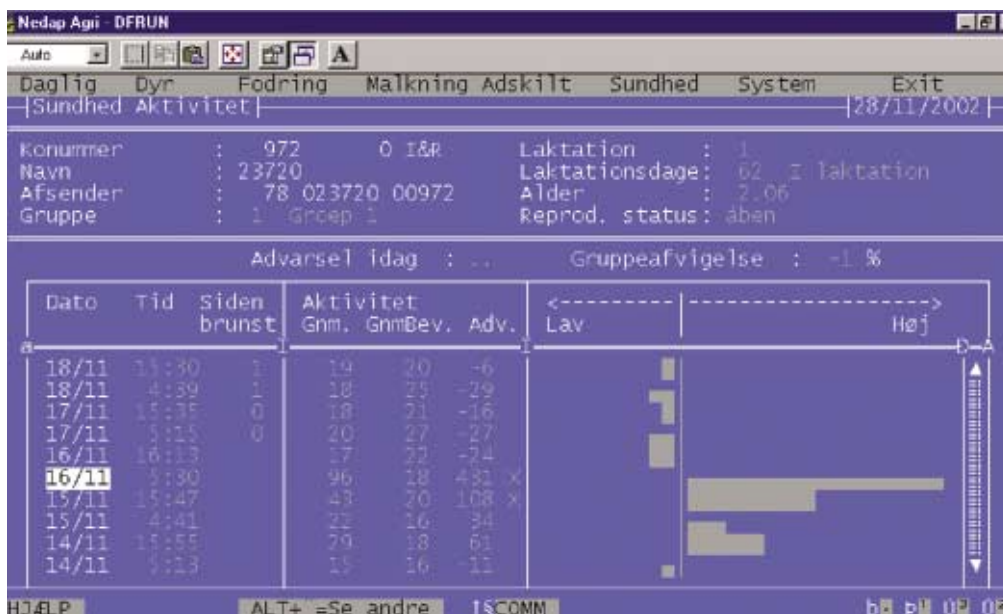 Nedap Agri - DFRUN
Auto
A
Daglig Dyr Fodring Malkning Adskilt Sundhed System Exit
Sundhed Aktivitet 28/11/2002
Konummer : 972 O I&R Laktation : 1
Navn : 23720 Laktationsdage: 62 I laktation
Afsender : 78 023720 00972 Alder : 2.06
Gruppe : 1 Groep 1 Reprod. status: åben
Advarsel idag : .. Gruppeafvigelse : -1 %
Dato Tid Siden Aktivitet <---------|-------------------->
brunst Gnm. GnmBev. Adv. Lav Høj
D-A
18/11 15:30 1 19 20 -6
18/11 4:39 1 18 25 -29
17/11 15:35 0 18 21 -16
17/11 5:15 0 20 27 -27
16/11 16:13 17 22 -24
16/11 5:30 96 18 431 X
15/11 15:47 43 20 108 X
15/11 4:41 22 16 34
14/11 15:55 29 18 61
14/11 5:13 15 16 -11
HJÆLP ALT+ =Se andre COMM